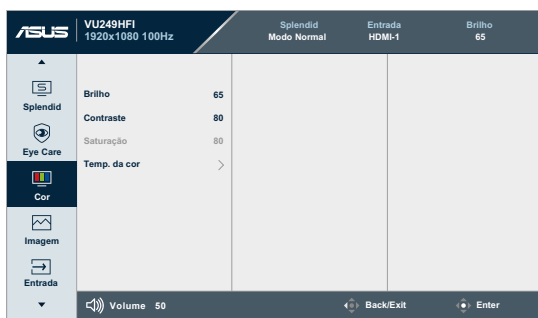 ASUS
VU249HFI
1920x1080 100Hz
Splendid
Modo Normal
Entrada
HDMI-1
Brilho
65
Splendid
Eye Care
Cor
Imagem
Entrada
Brilho 65
Contraste 80
Saturação 80
Temp. da cor
Volume 50
Back/Exit
Enter